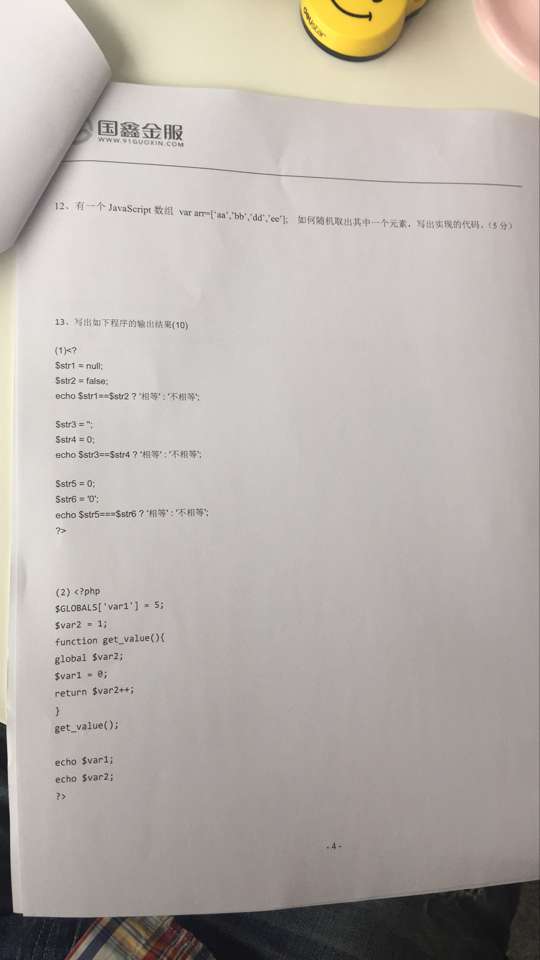 delystar
国鑫金服
WWW.91GUOXIN.COM
12、有一个 JavaScript 数组 var arr=['aa','bb','dd','ee']; 如何随机取出其中一个元素，写出实现的代码。（5 分）
13、写出如下程序的输出结果(10)
(1)<?
$str1 = null;
$str2 = false;
echo $str1==$str2 ? '相等' : '不相等';
$str3 = '';
$str4 = 0;
echo $str3==$str4 ? '相等' : '不相等';
$str5 = 0;
$str6 = '0';
echo $str5===$str6 ? '相等' : '不相等';
?>
(2) <?php
$GLOBALS['var1'] = 5;
$var2 = 1;
function get_value(){
global $var2;
$var1 = 0;
return $var2++;
}
get_value();
echo $var1;
echo $var2;
?>
- 4 -